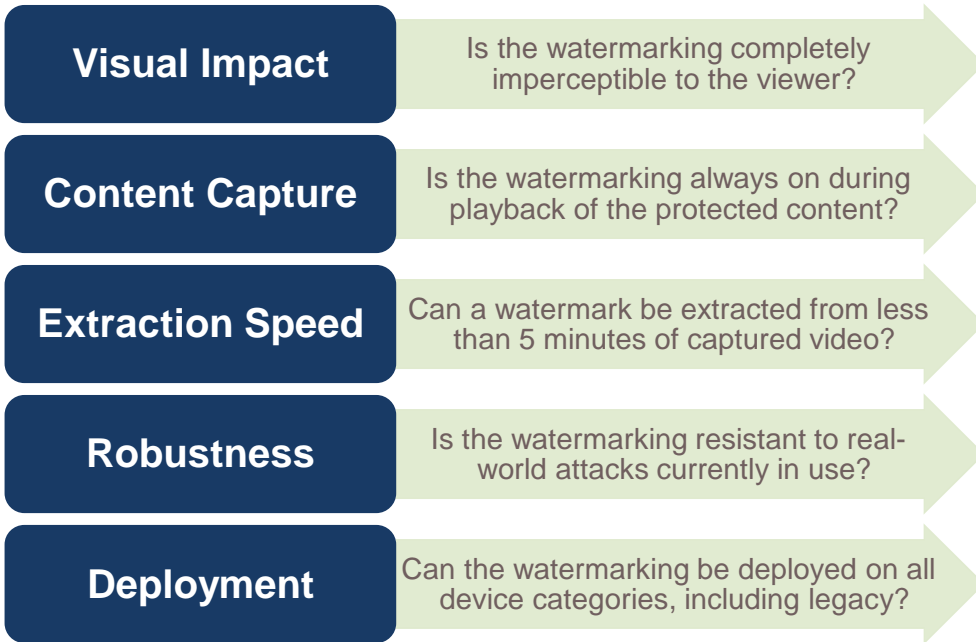 Visual Impact
Is the watermarking completely
imperceptible to the viewer?
Content Capture
Is the watermarking always on during
playback of the protected content?
Extraction Speed
Can a watermark be extracted from less
than 5 minutes of captured video?
Robustness
Is the watermarking resistant to real-
world attacks currently in use?
Deployment
Can the watermarking be deployed on all
device categories, including legacy?